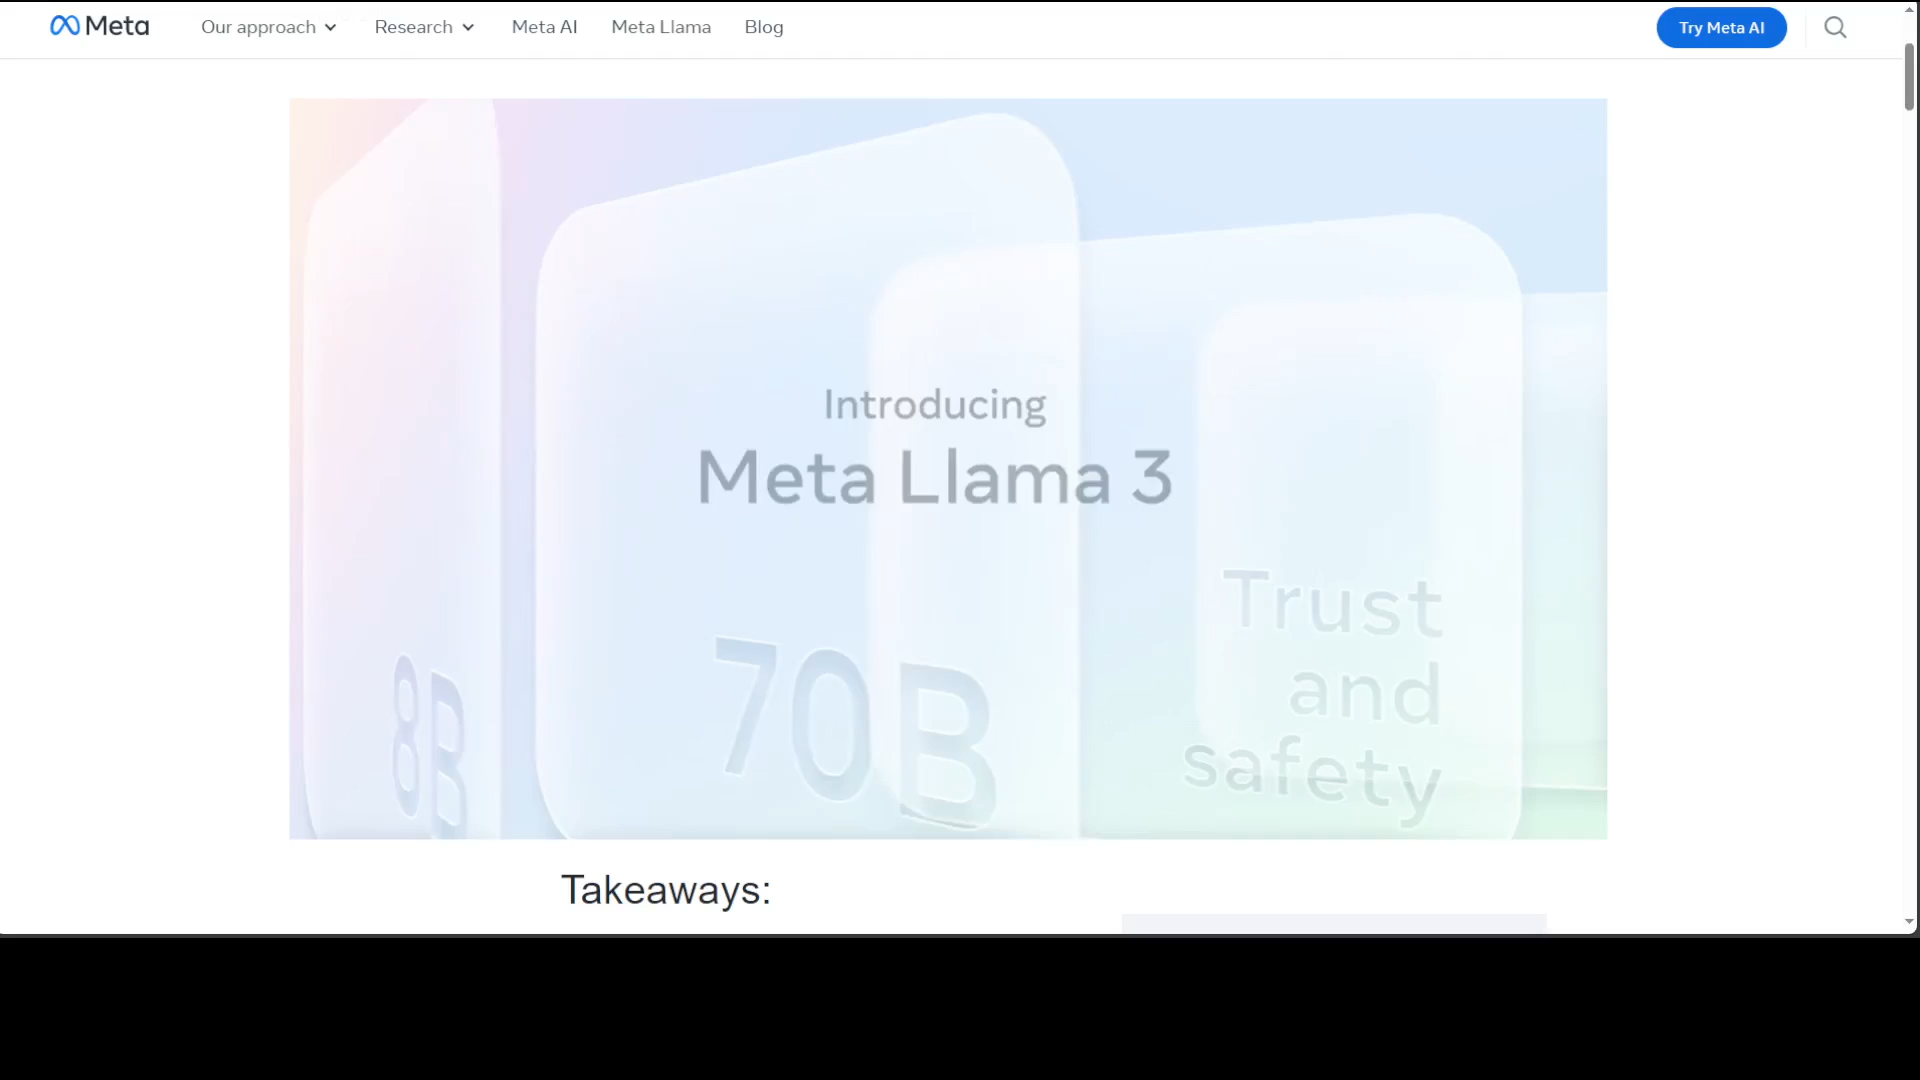 Meta
Our approach
Research
Meta AI
Meta Llama
Blog
Try Meta AI
Introducing
Meta Llama 3
8B
70B
Trust
and
safety
Takeaways: